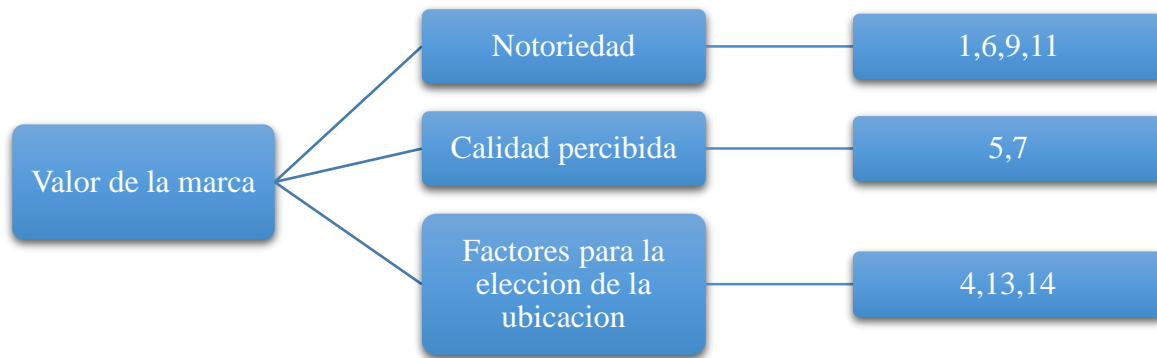 Valor de la marca
Notoriedad
1,6,9,11
Calidad percibida
5,7
Factores para la
eleccion de la
ubicacion
4,13,14